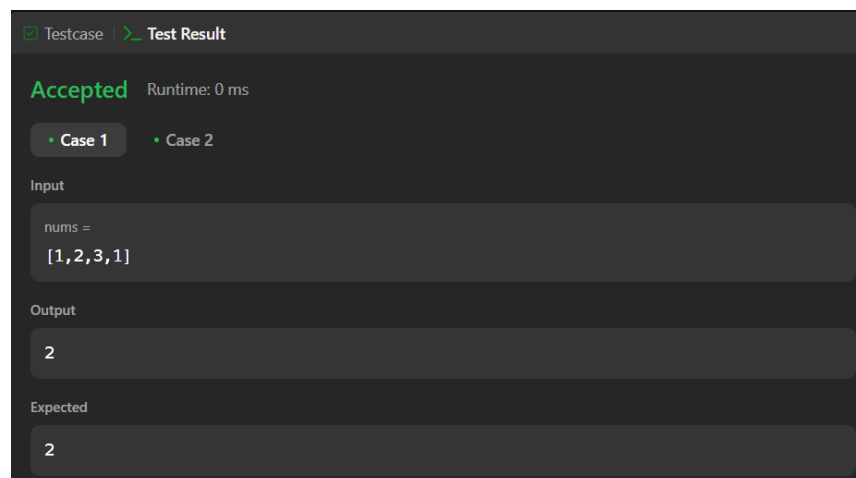 Testcase | >_ Test Result
Accepted Runtime: 0 ms
• Case 1 • Case 2
Input
nums =
[1,2,3,1]
Output
2
Expected
2